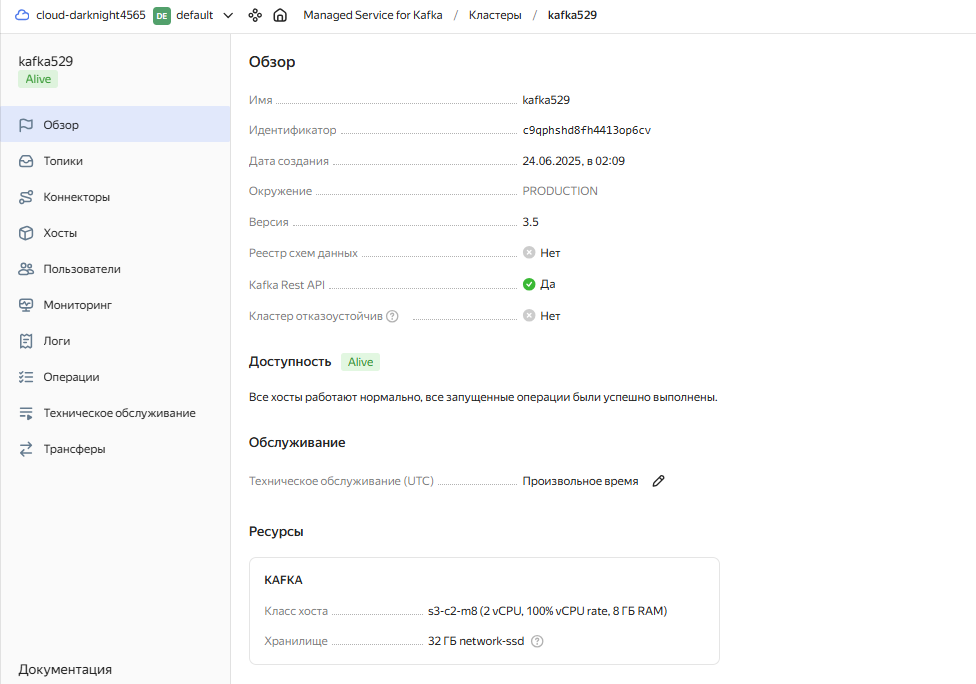 cloud-darknight4565 DE default Managed Service for Kafka / Кластеры / kafka529
kafka529
Alive
Обзор
Топики
Коннекторы
Хосты
Пользователи
Мониторинг
Логи
Операции
Техническое обслуживание
Трансферы
Документация
Обзор
Имя kafka529
Идентификатор c9qphshd8fh4413op6cv
Дата создания 24.06.2025, в 02:09
Окружение PRODUCTION
Версия 3.5
Реестр схем данных Нет
Kafka Rest API Да
Кластер отказоустойчив ? Нет
Доступность Alive
Все хосты работают нормально, все запущенные операции были успешно выполнены.
Обслуживание
Техническое обслуживание (UTC) Произвольное время
Ресурсы
KAFKA
Класс хоста s3-c2-m8 (2 vCPU, 100% vCPU rate, 8 ГБ RAM)
Хранилище 32 ГБ network-ssd ?